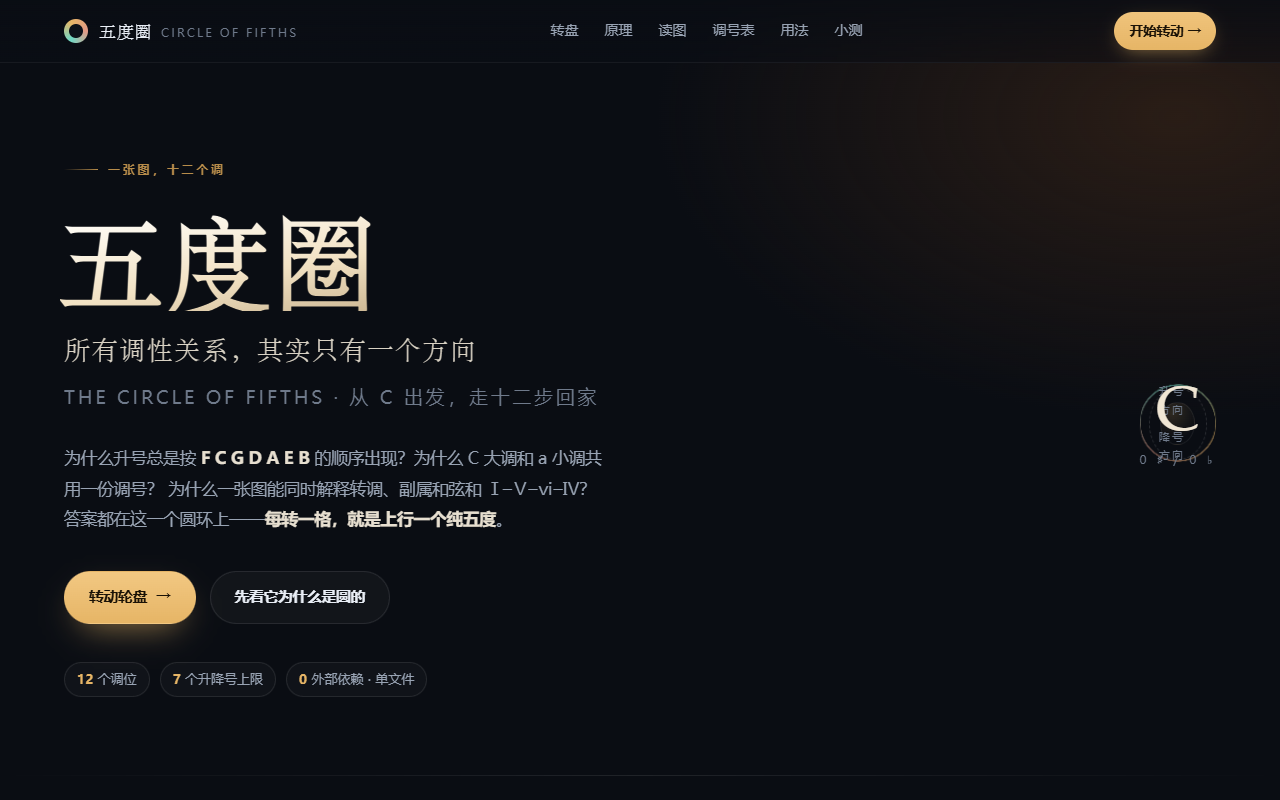 五度圈 CIRCLE OF FIFTHS
转盘 原理 读图 调号表 用法 小测
开始转动 →
一张图，十二个调
五度圈
所有调性关系，其实只有一个方向
THE CIRCLE OF FIFTHS · 从 C 出发，走十二步回家
为什么升号总是按 F C G D A E B 的顺序出现？为什么 C 大调和 a 小调共
用一份调号？ 为什么一张图能同时解释转调、副属和弦和 I–V–vi–IV？
答案都在这一个圆环上——每转一格，就是上行一个纯五度。
转动轮盘 →
先看它为什么是圆的
12 个调位
7 个升降号上限
0 外部依赖 · 单文件
C
方向
降号
方向